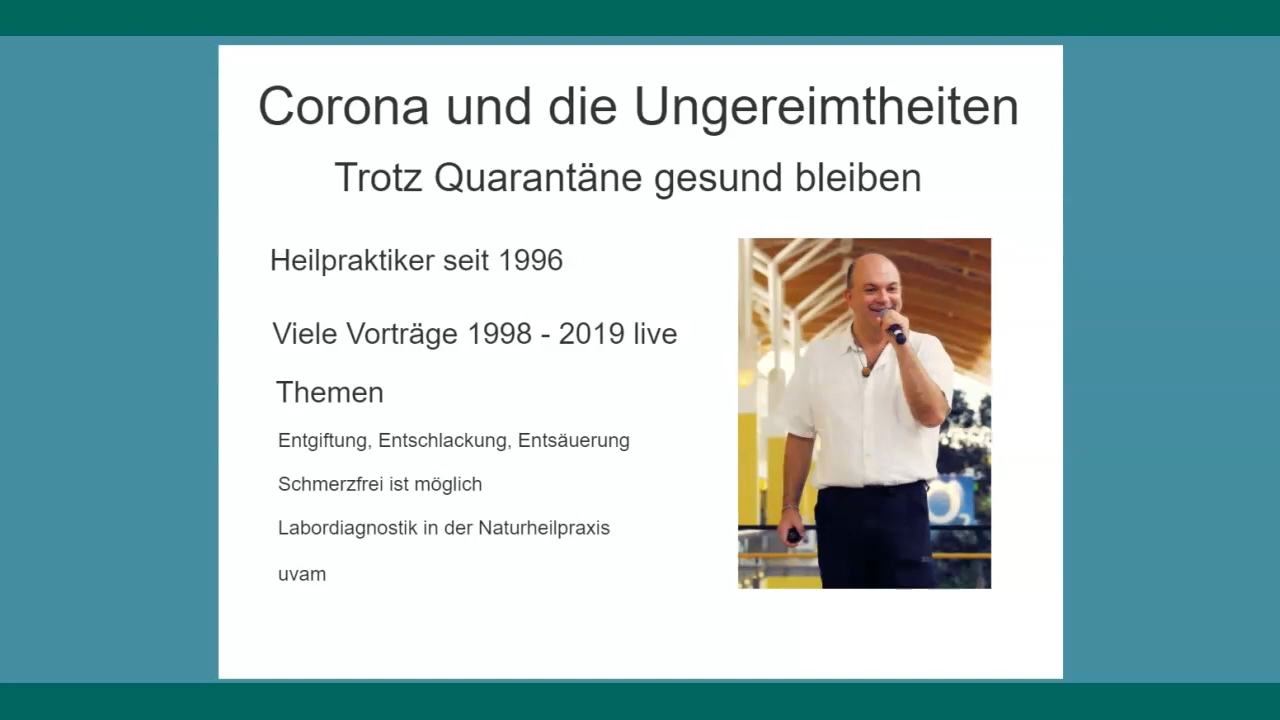 Corona und die Ungereimtheiten
Trotz Quarantäne gesund bleiben
Heilpraktiker seit 1996
Viele Vorträge 1998 - 2019 live
Themen
Entgiftung, Entschlackung, Entsäuerung
Schmerzfrei ist möglich
Labordiagnostik in der Naturheilpraxis
uvam